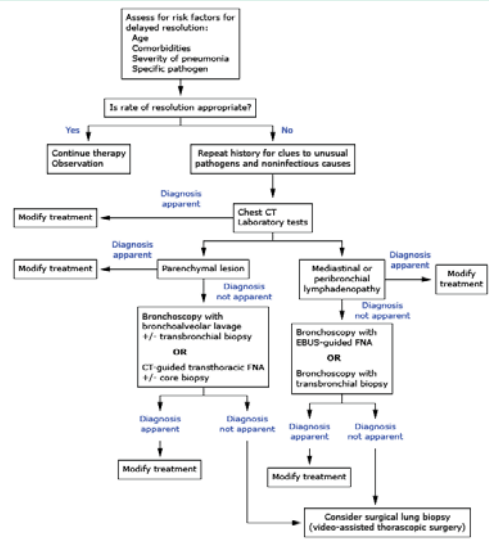 Assess for risk factors for
delayed resolution:
Age
Comorbidities
Severity of pneumonia
Specific pathogen
Is rate of resolution appropriate?
Yes
No
Continue therapy
Observation
Repeat history for clues to unusual
pathogens and noninfectious causes
Diagnosis
apparent
Modify treatment
Chest CT
Laboratory tests
Diagnosis
apparent
Modify treatment
Parenchymal lesion
Mediastinal or
peribronchial
lymphadenopathy
Diagnosis
apparent
Modify
treatment
Diagnosis
not apparent
Diagnosis
not apparent
Bronchoscopy with
bronchoalveolar lavage
+/- transbronchial biopsy
OR
CT-guided transthoracic FNA
+/- core biopsy
Bronchoscopy with
EBUS-guided FNA
OR
Bronchoscopy with
transbronchial biopsy
Diagnosis
apparent
Diagnosis
not apparent
Diagnosis
apparent
Diagnosis
not apparent
Modify treatment
Modify treatment
Consider surgical lung biopsy
(video-assisted thorascopic surgery)